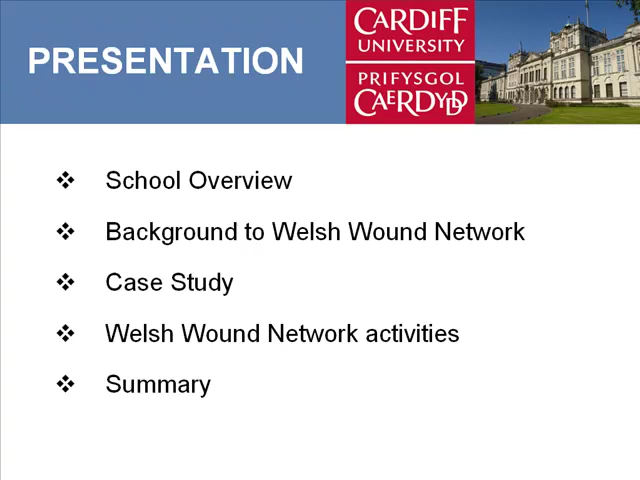 PRESENTATION
CARDIFF
UNIVERSITY
PRIFYSGOL
CAERDYDD
School Overview
Background to Welsh Wound Network
Case Study
Welsh Wound Network activities
Summary